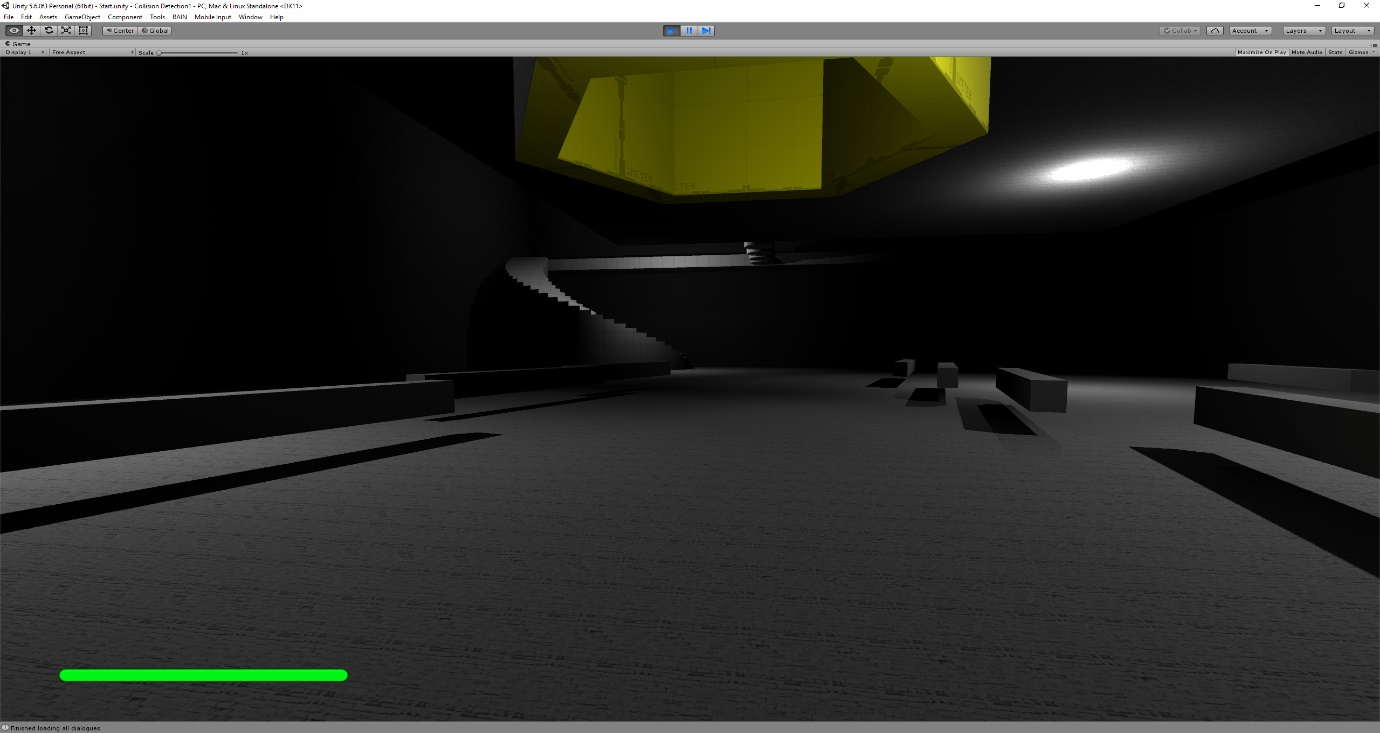 Unity 5.6.0f3 Personal (64bit) - Start.unity - Collision Detection1 - PC, Mac & Linux Standalone <DX11>
File Edit Assets GameObject Component Tools RAIN Mobile Input Window Help
Center Global Collab Account Layers Layout
Game
Display 1 Free Aspect Scale 1x Maximize On Play Mute Audio Stats Gizmos
METER
Finished loading all dialogues